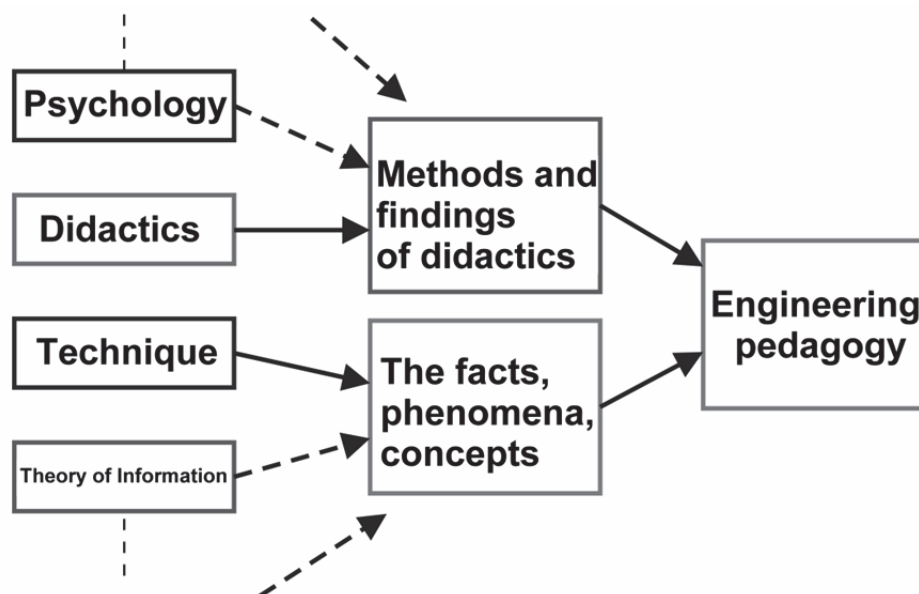 Psychology
Didactics
Technique
Theory of Information
Methods and
findings
of didactics
The facts,
phenomena,
concepts
Engineering
pedagogy